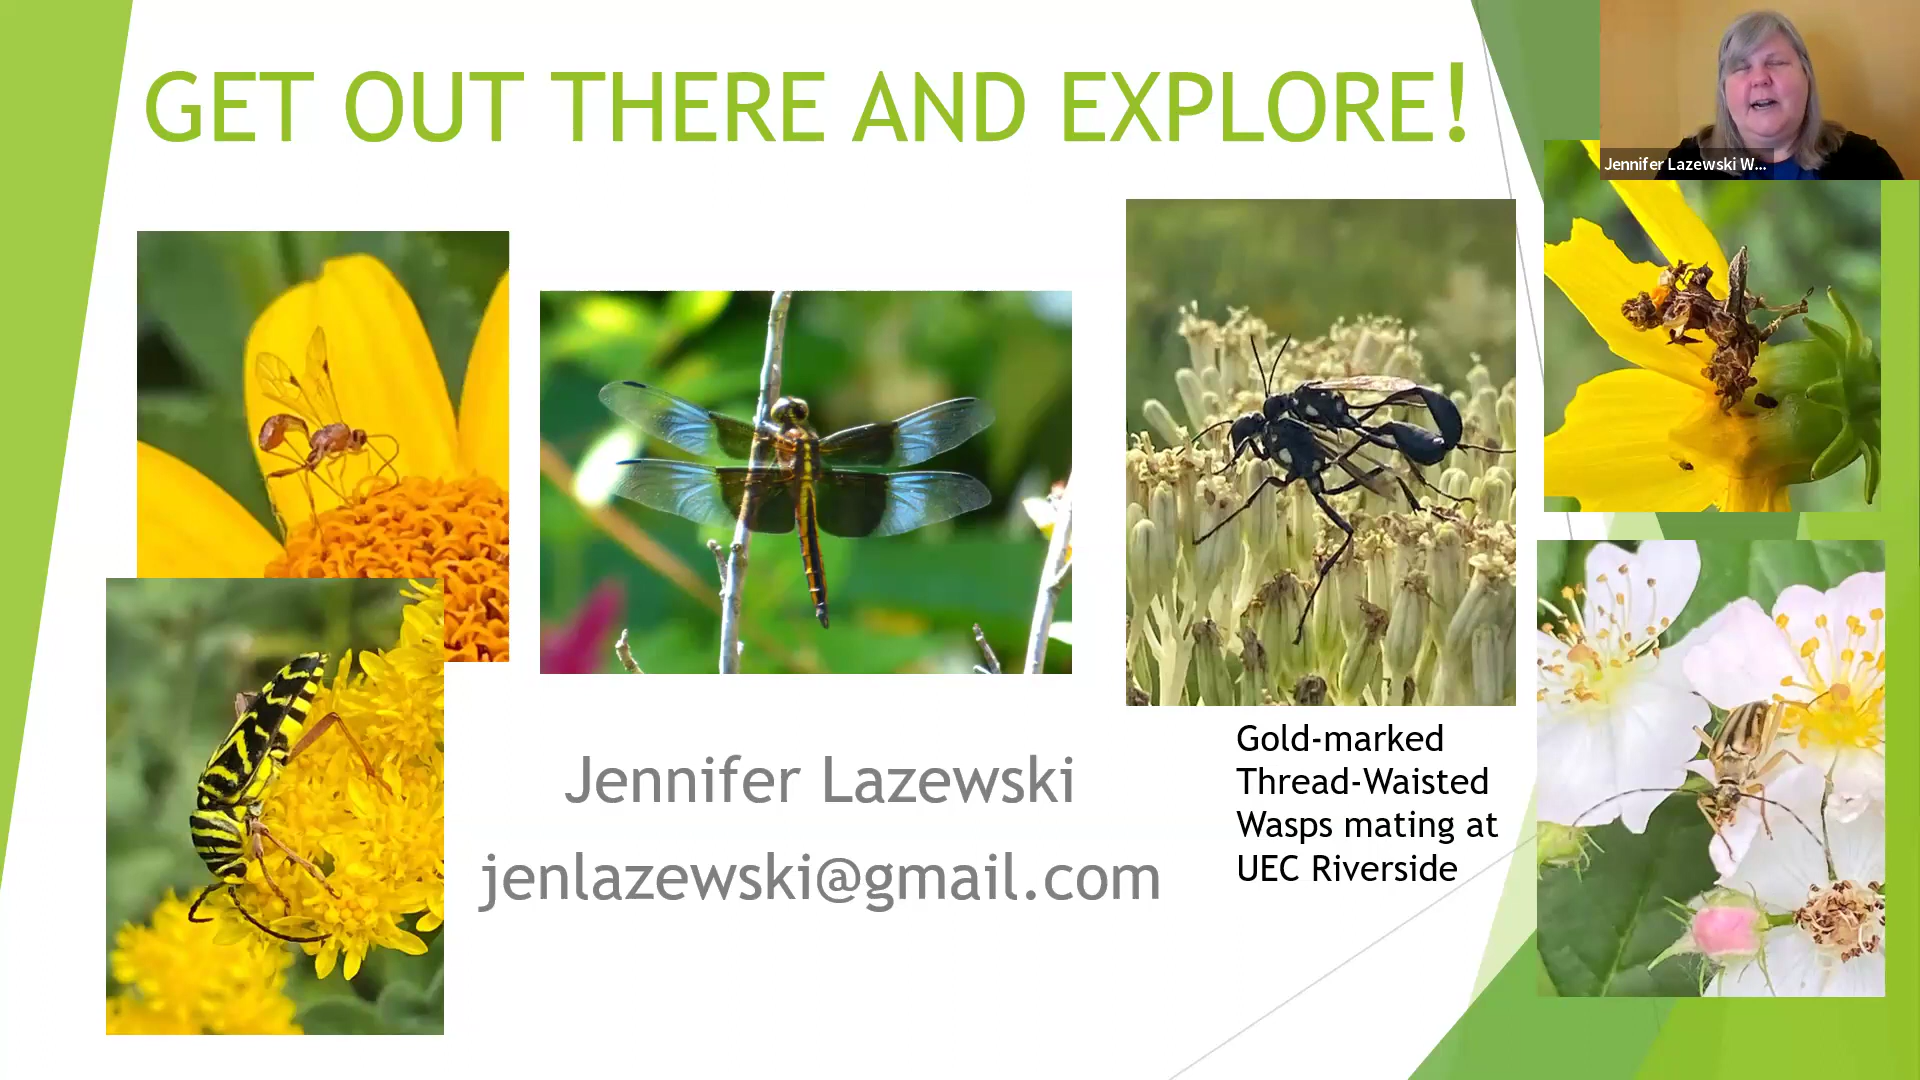 GET OUT THERE AND EXPLORE!
Jennifer Lazewski W...
Jennifer Lazewski
jenlazewski@gmail.com
Gold-marked
Thread-Waisted
Wasps mating at
UEC Riverside